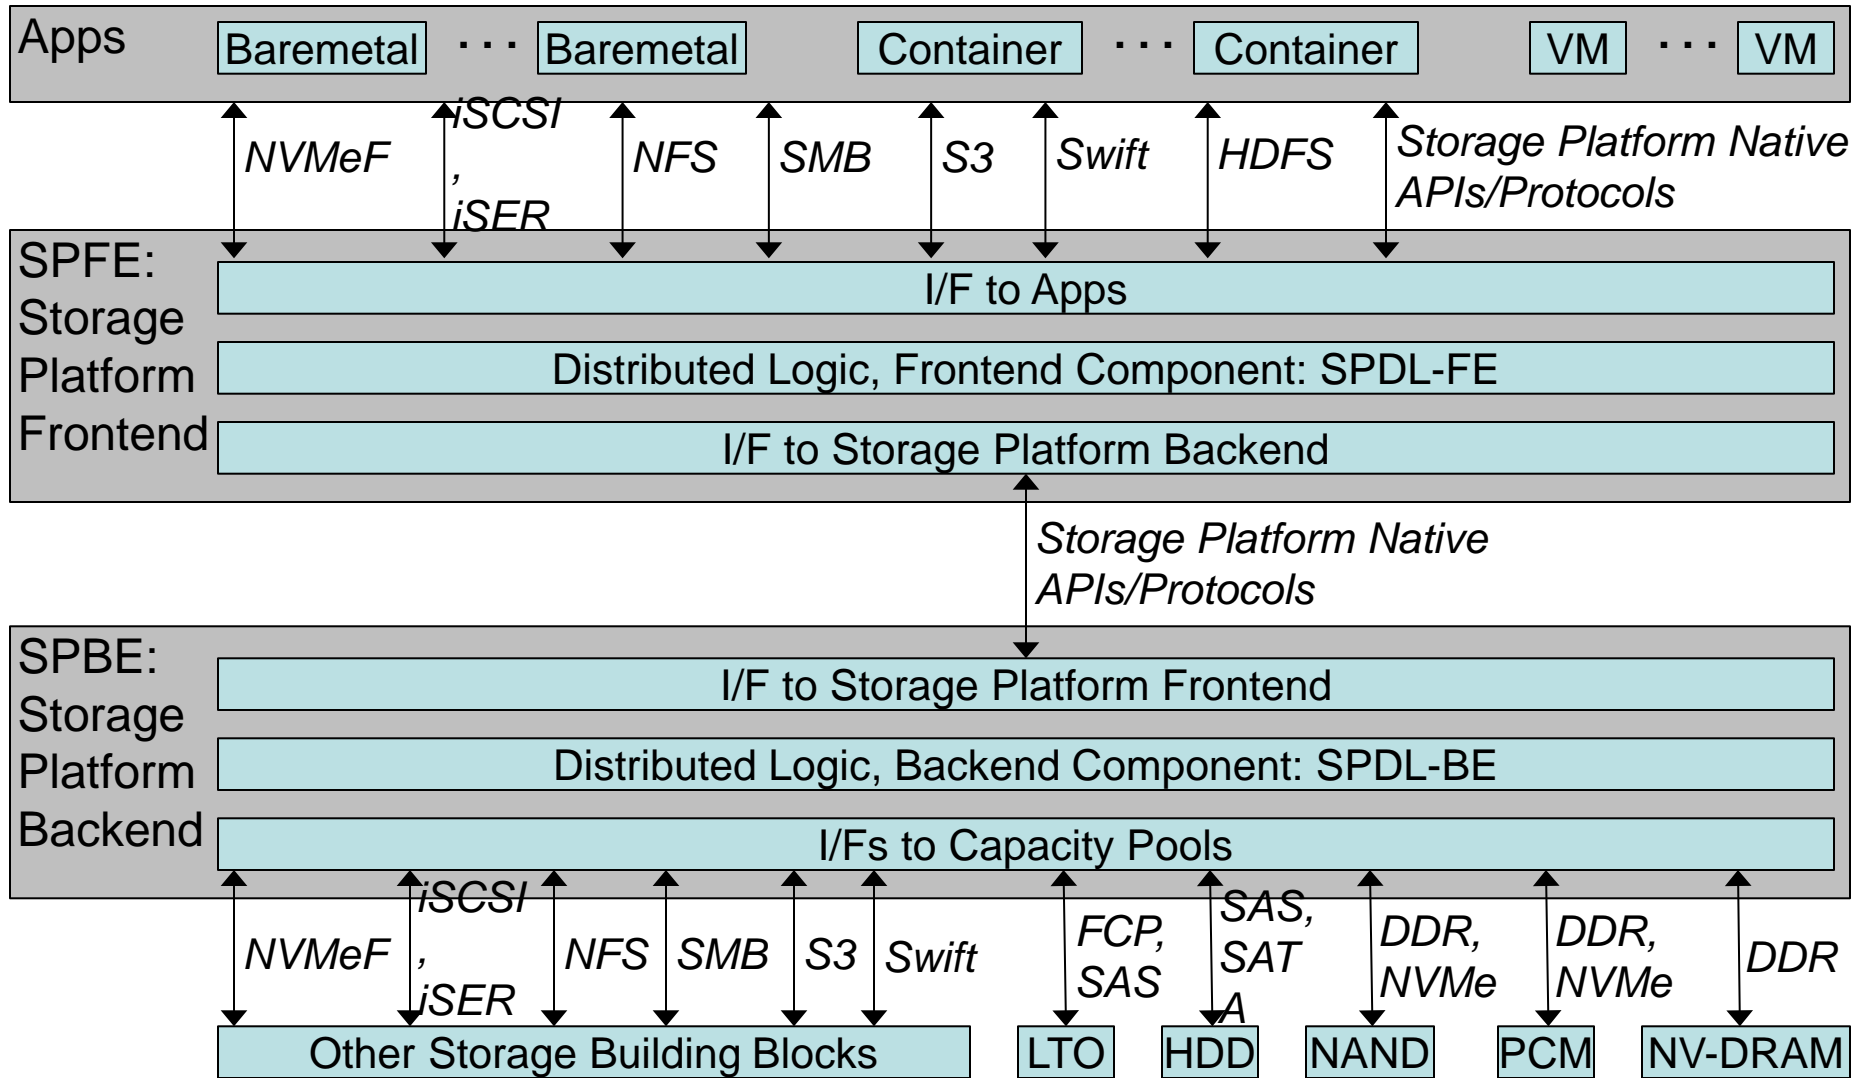 Apps
Baremetal ... Baremetal Container ... Container VM ... VM
NVMeF
iSCSI
,
iSER
NFS
SMB
S3
Swift
HDFS
Storage Platform Native
APIs/Protocols
SPFE:
Storage
Platform
Frontend
I/F to Apps
Distributed Logic, Frontend Component: SPDL-FE
I/F to Storage Platform Backend
Storage Platform Native
APIs/Protocols
SPBE:
Storage
Platform
Backend
I/F to Storage Platform Frontend
Distributed Logic, Backend Component: SPDL-BE
I/Fs to Capacity Pools
NVMeF
iSCSI
,
iSER
NFS
SMB
S3
Swift
FCP,
SAS
SAS,
SAT
A
DDR,
NVMe
DDR,
NVMe
DDR
Other Storage Building Blocks
LTO
HDD
NAND
PCM
NV-DRAM